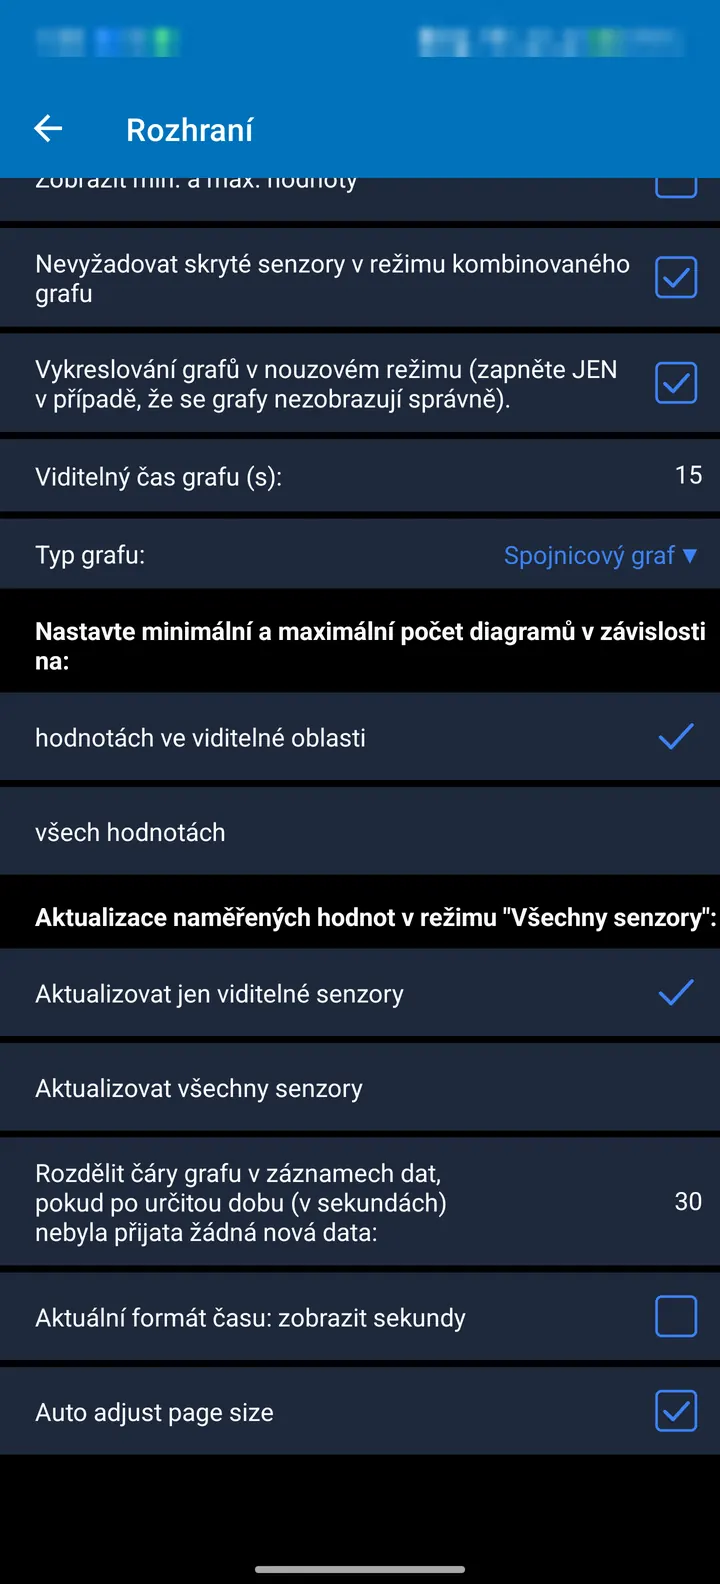 Rozhraní
Zobrazit min. a max. hodnoty
Nevyžadovat skryté senzory v režimu kombinovaného
grafu
Vykreslování grafů v nouzovém režimu (zapněte JEN
v případě, že se grafy nezobrazují správně).
Viditelný čas grafu (s):
15
Typ grafu:
Spojnicový graf ▼
Nastavte minimální a maximální počet diagramů v závislosti
na:
hodnotách ve viditelné oblasti
všech hodnotách
Aktualizace naměřených hodnot v režimu "Všechny senzory":
Aktualizovat jen viditelné senzory
Aktualizovat všechny senzory
Rozdělit čáry grafu v záznamech dat,
pokud po určitou dobu (v sekundách)
nebyla přijata žádná nová data:
30
Aktuální formát času: zobrazit sekundy
Auto adjust page size